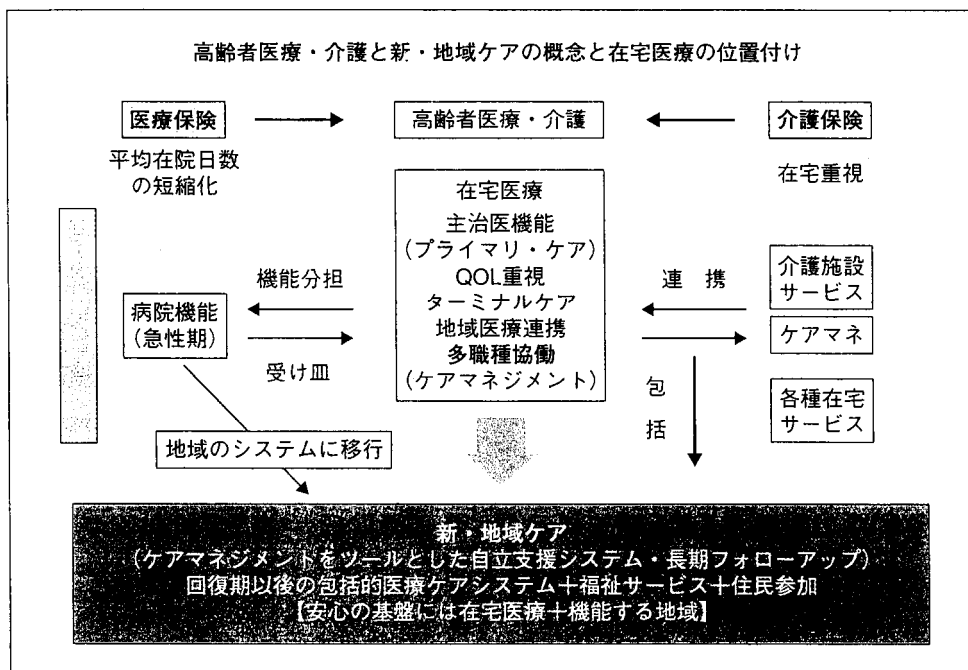 高齢者医療・介護と新・地域ケアの概念と在宅医療の位置付け
医療保険
高齢者医療・介護
介護保険
平均在院日数
の短縮化
在宅重視
在宅医療
主治医機能
(プライマリ・ケア)
QOL重視
ターミナルケア
地域医療連携
多職種協働
(ケアマネジメント)
機能分担
病院機能
(急性期)
受け皿
連 携
介護施設
サービス
ケアマネ
各種在宅
サービス
包
括
地域のシステムに移行
新・地域ケア
(ケアマネジメントをツールとした自立支援システム・長期フォローアップ)
回復期以後の包括的医療ケアシステム+福祉サービス+住民参加
【安心の基盤には在宅医療+機能する地域】